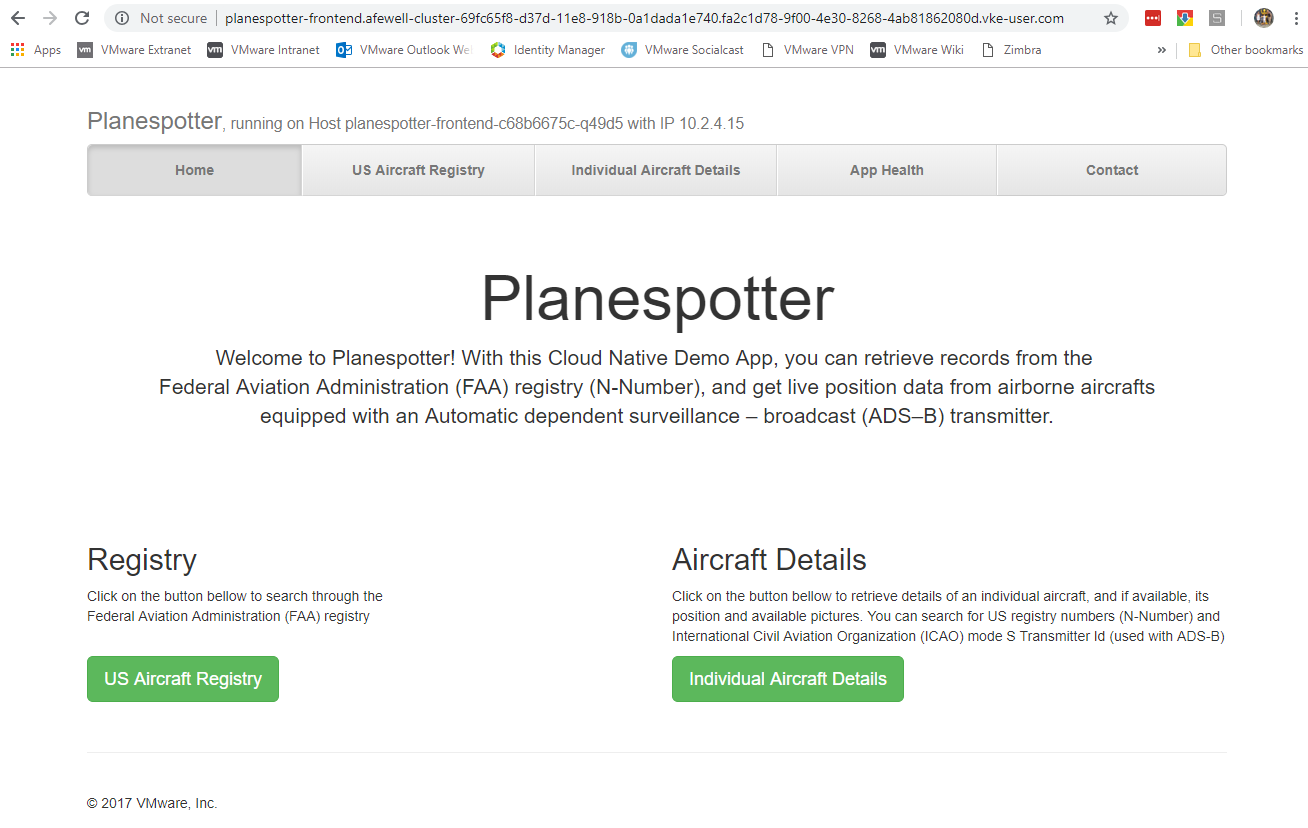 Not secure planespotter-frontend.afewell-cluster-69fc65f8-d37d-11e8-918b-0a1dada1e740.fa2c1d78-9f00-4e30-8268-4ab81862080d.vke-user.com
Apps vm VMware Extranet vm VMware Intranet VMware Outlook We Identity Manager VMware Socialcast VMware VPN vm VMware Wiki Zimbra » Other bookmarks
Planespotter, running on Host planespotter-frontend-c68b6675c-q49d5 with IP 10.2.4.15
Home US Aircraft Registry Individual Aircraft Details App Health Contact
Planespotter
Welcome to Planespotter! With this Cloud Native Demo App, you can retrieve records from the
Federal Aviation Administration (FAA) registry (N-Number), and get live position data from airborne aircrafts
equipped with an Automatic dependent surveillance – broadcast (ADS–B) transmitter.
Registry
Click on the button bellow to search through the
Federal Aviation Administration (FAA) registry
US Aircraft Registry
Aircraft Details
Click on the button bellow to retrieve details of an individual aircraft, and if available, its
position and available pictures. You can search for US registry numbers (N-Number) and
International Civil Aviation Organization (ICAO) mode S Transmitter Id (used with ADS-B)
Individual Aircraft Details
© 2017 VMware, Inc.